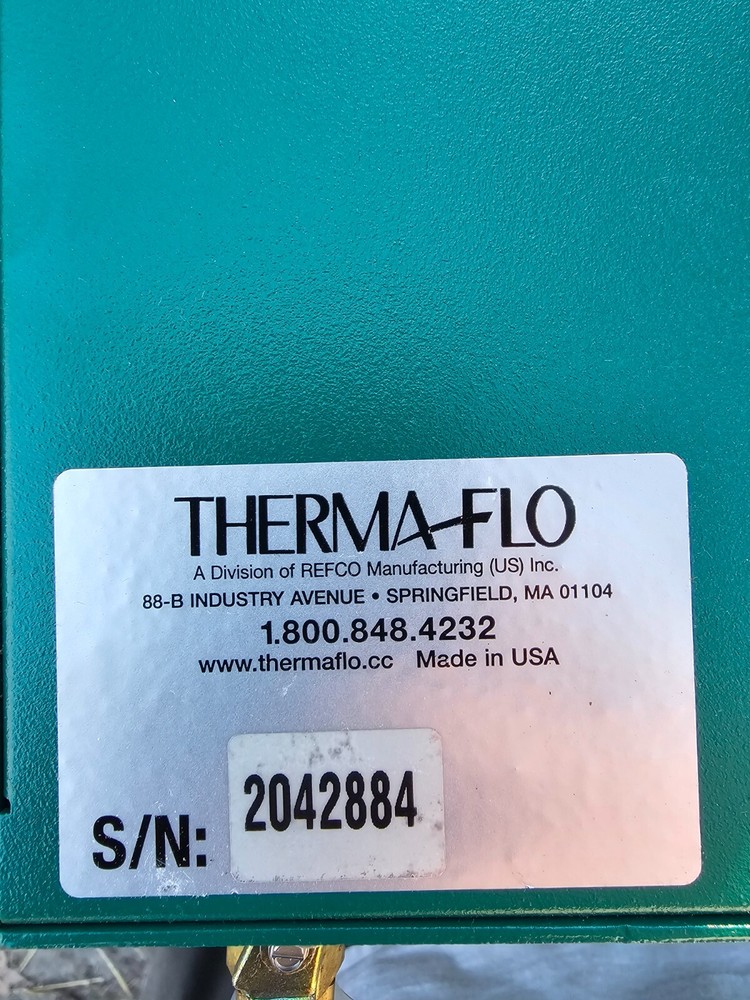 THERMA-FLO
A Division of REFCO Manufacturing (US) Inc.
88-B INDUSTRY AVENUE • SPRINGFIELD, MA 01104
1.800.848.4232
www.thermaflo.cc Made in USA
S/N: 2042884